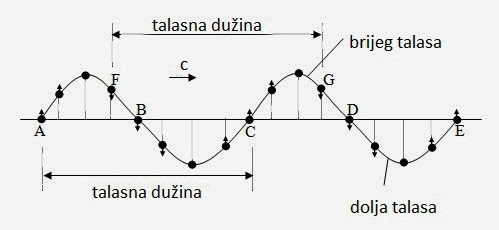 talasna dužina
brijeg talasa
c
F
G
A
B
C
D
E
talasna dužina
dolja talasa